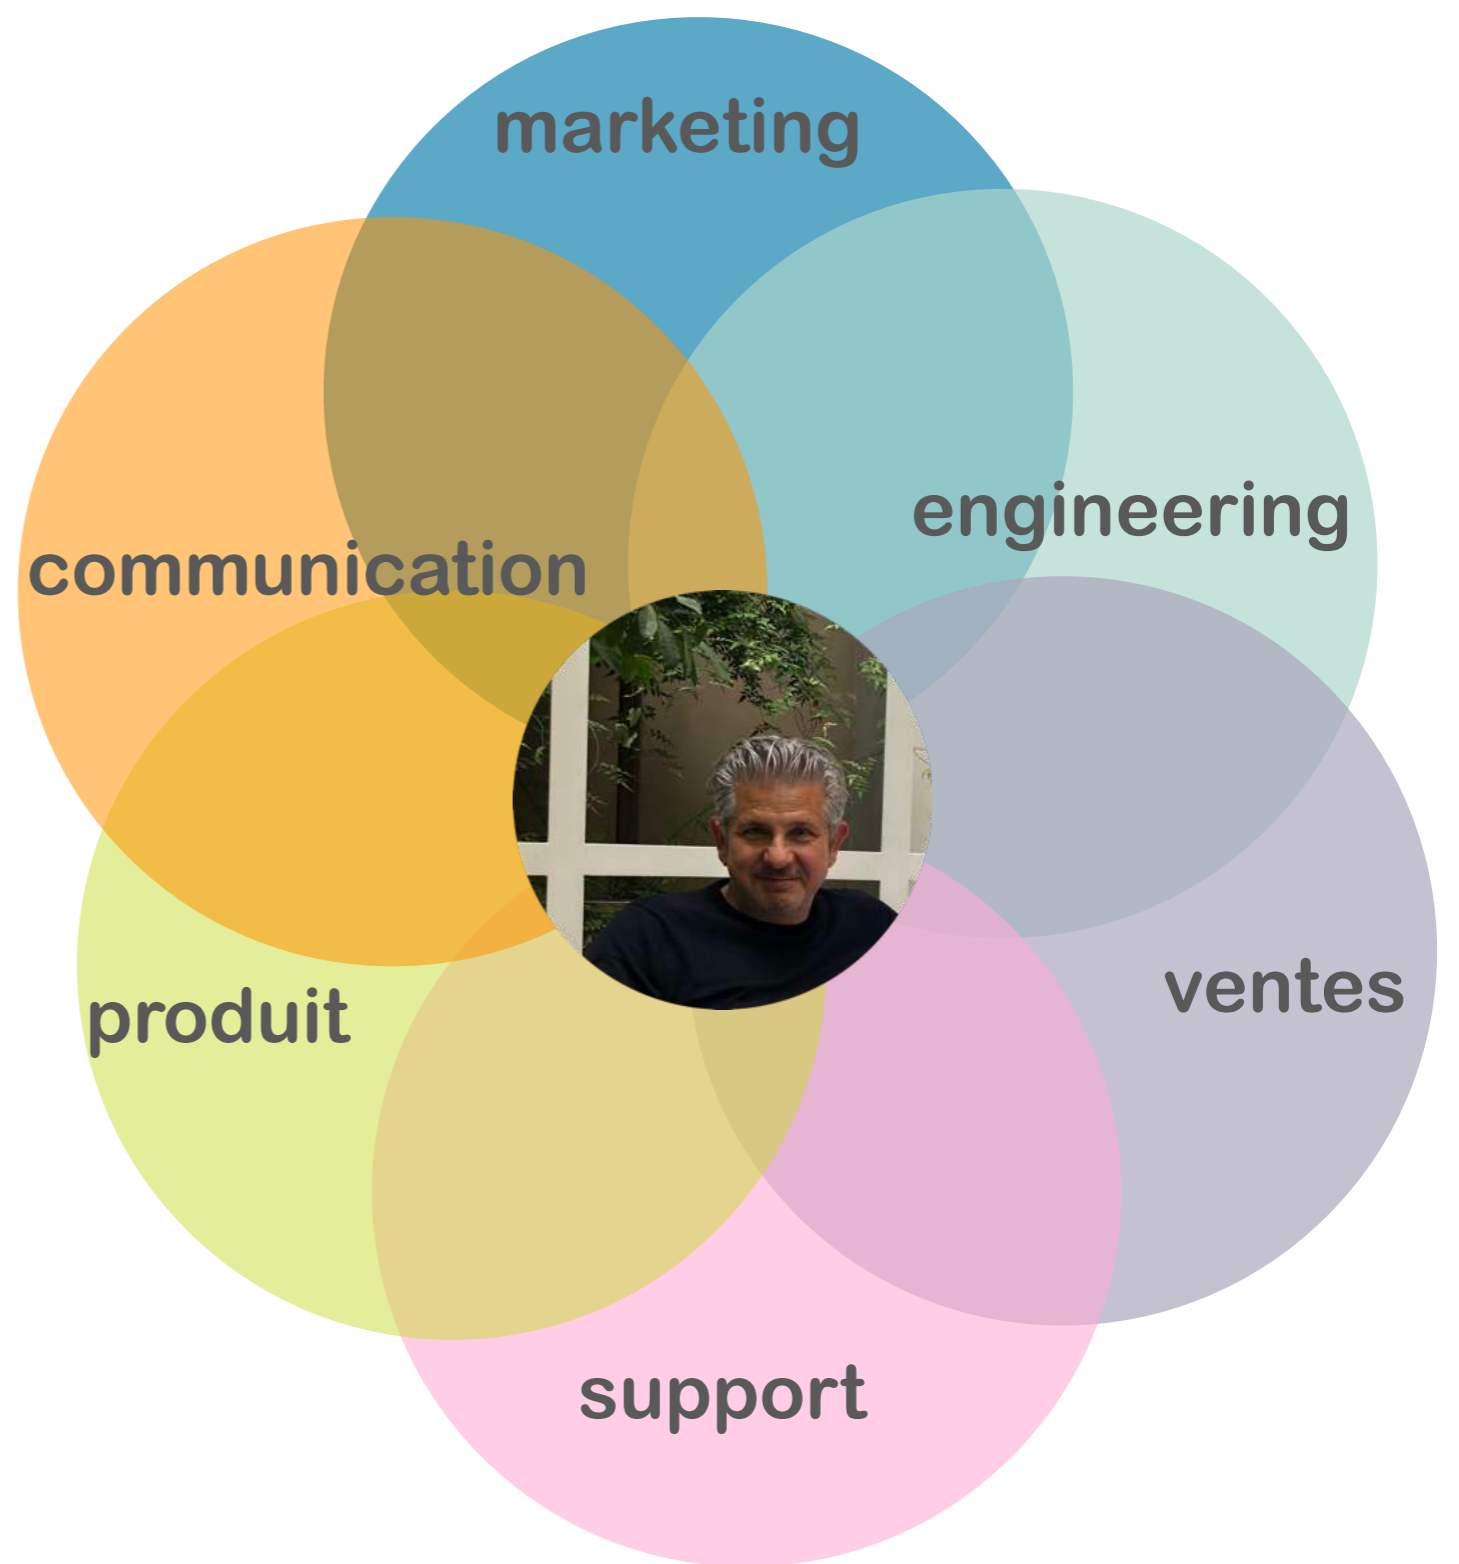 marketing
engineering
communication
ventes
produit
support